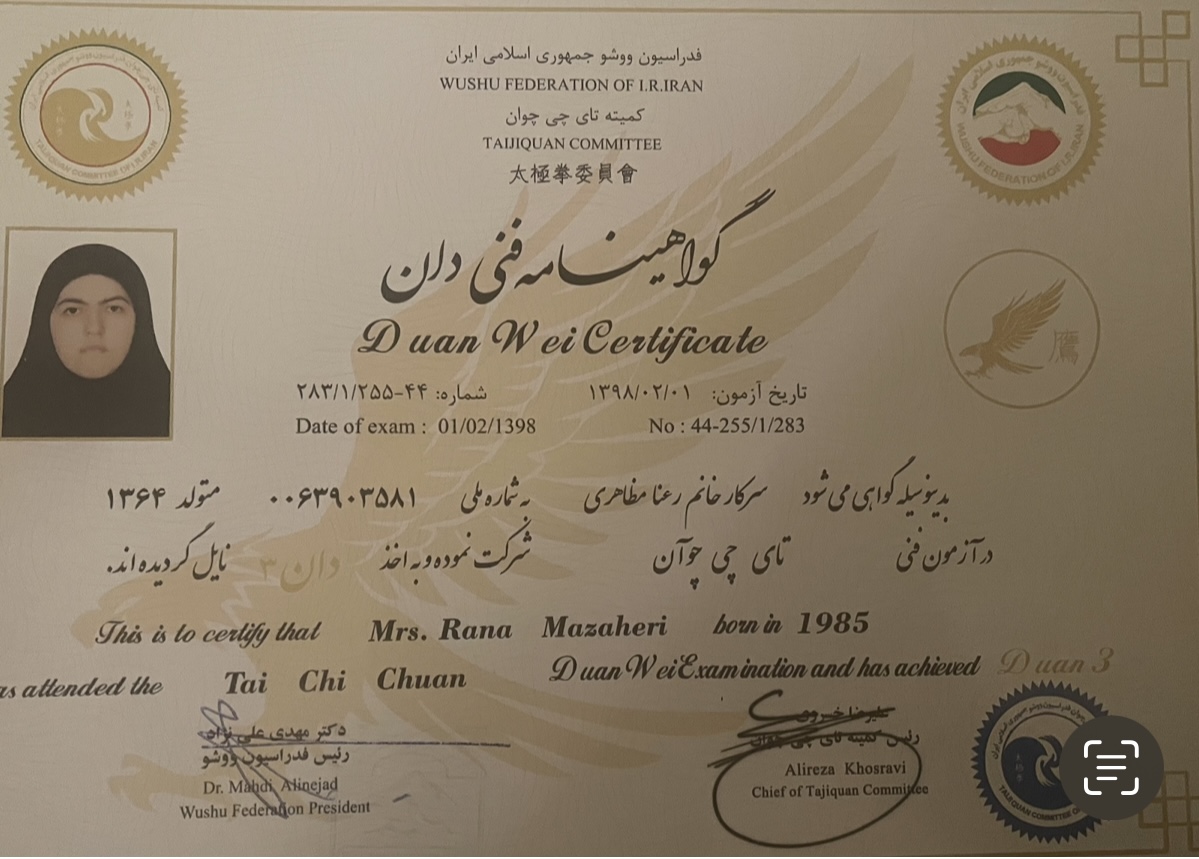 فدراسیون ووشو جمهوری اسلامی ایران
WUSHU FEDERATION OF I.R.IRAN
کمیته تای چی چوان
TAIJIQUAN COMMITTEE
太極拳委員會
TAIJIQUAN COMMITTEE OF I.R.IRAN
فدراسیون ووشو جمهوری اسلامی ایران
WUSHU FEDERATION OF I.R.IRAN
گواهینامه فنی دان
Duan Wei Certificate
鷹
تاریخ آزمون: ۱۳۹۸/۰۲/۰۱ شماره: ۴۴-۲۸۳/۱/۲۵۵
Date of exam : 01/02/1398 No : 44-255/1/283
بدینوسیله گواهی می شود سرکار خانم رعنا مظاهری به شماره ملی ۰۰۶۳۹۰۳۵۸۱ متولد ۱۳۶۴
در آزمون فنی تای چی چوآن شرکت نموده و به اخذ دان ۳ نایل گردیده اند.
This is to certify that Mrs. Rana Mazaheri born in 1985
as attended the Tai Chi Chuan Duan Wei Examination and has achieved Duan 3
دکتر مهدی علی نژاد
رئیس فدراسیون ووشو
Dr. Mahdi Alinejad
Wushu Federation President
علیرضا خسروی
رئیس کمیته تای چی چوان
Alireza Khosravi
Chief of Tajiquan Committee
TAIJIQUAN COMMITTEE